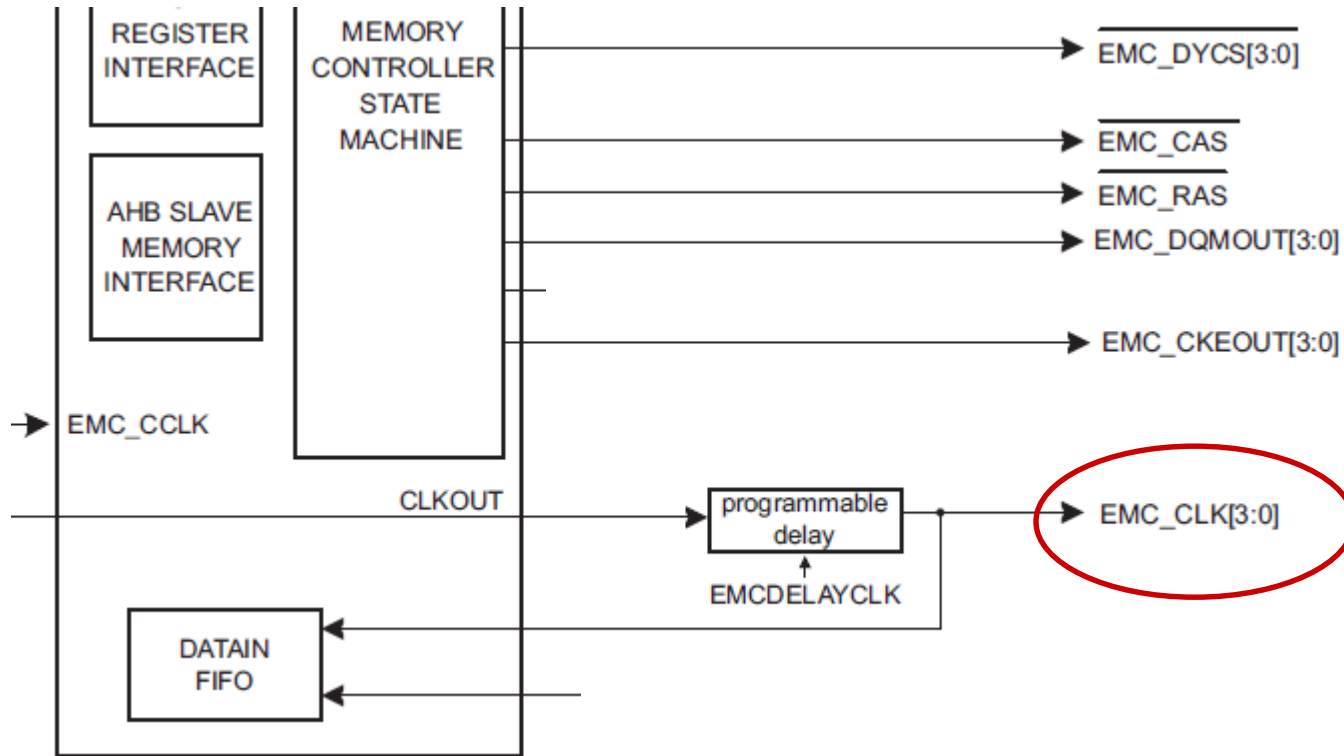 REGISTER
INTERFACE
MEMORY
CONTROLLER
STATE
MACHINE
AHB SLAVE
MEMORY
INTERFACE
EMC_DYCS[3:0]
EMC_CAS
EMC_RAS
EMC_DQMOUT[3:0]
EMC_CKEOUT[3:0]
EMC_CCLK
CLKOUT
programmable
delay
EMC_CLK[3:0]
EMCDELAYCLK
DATAIN
FIFO